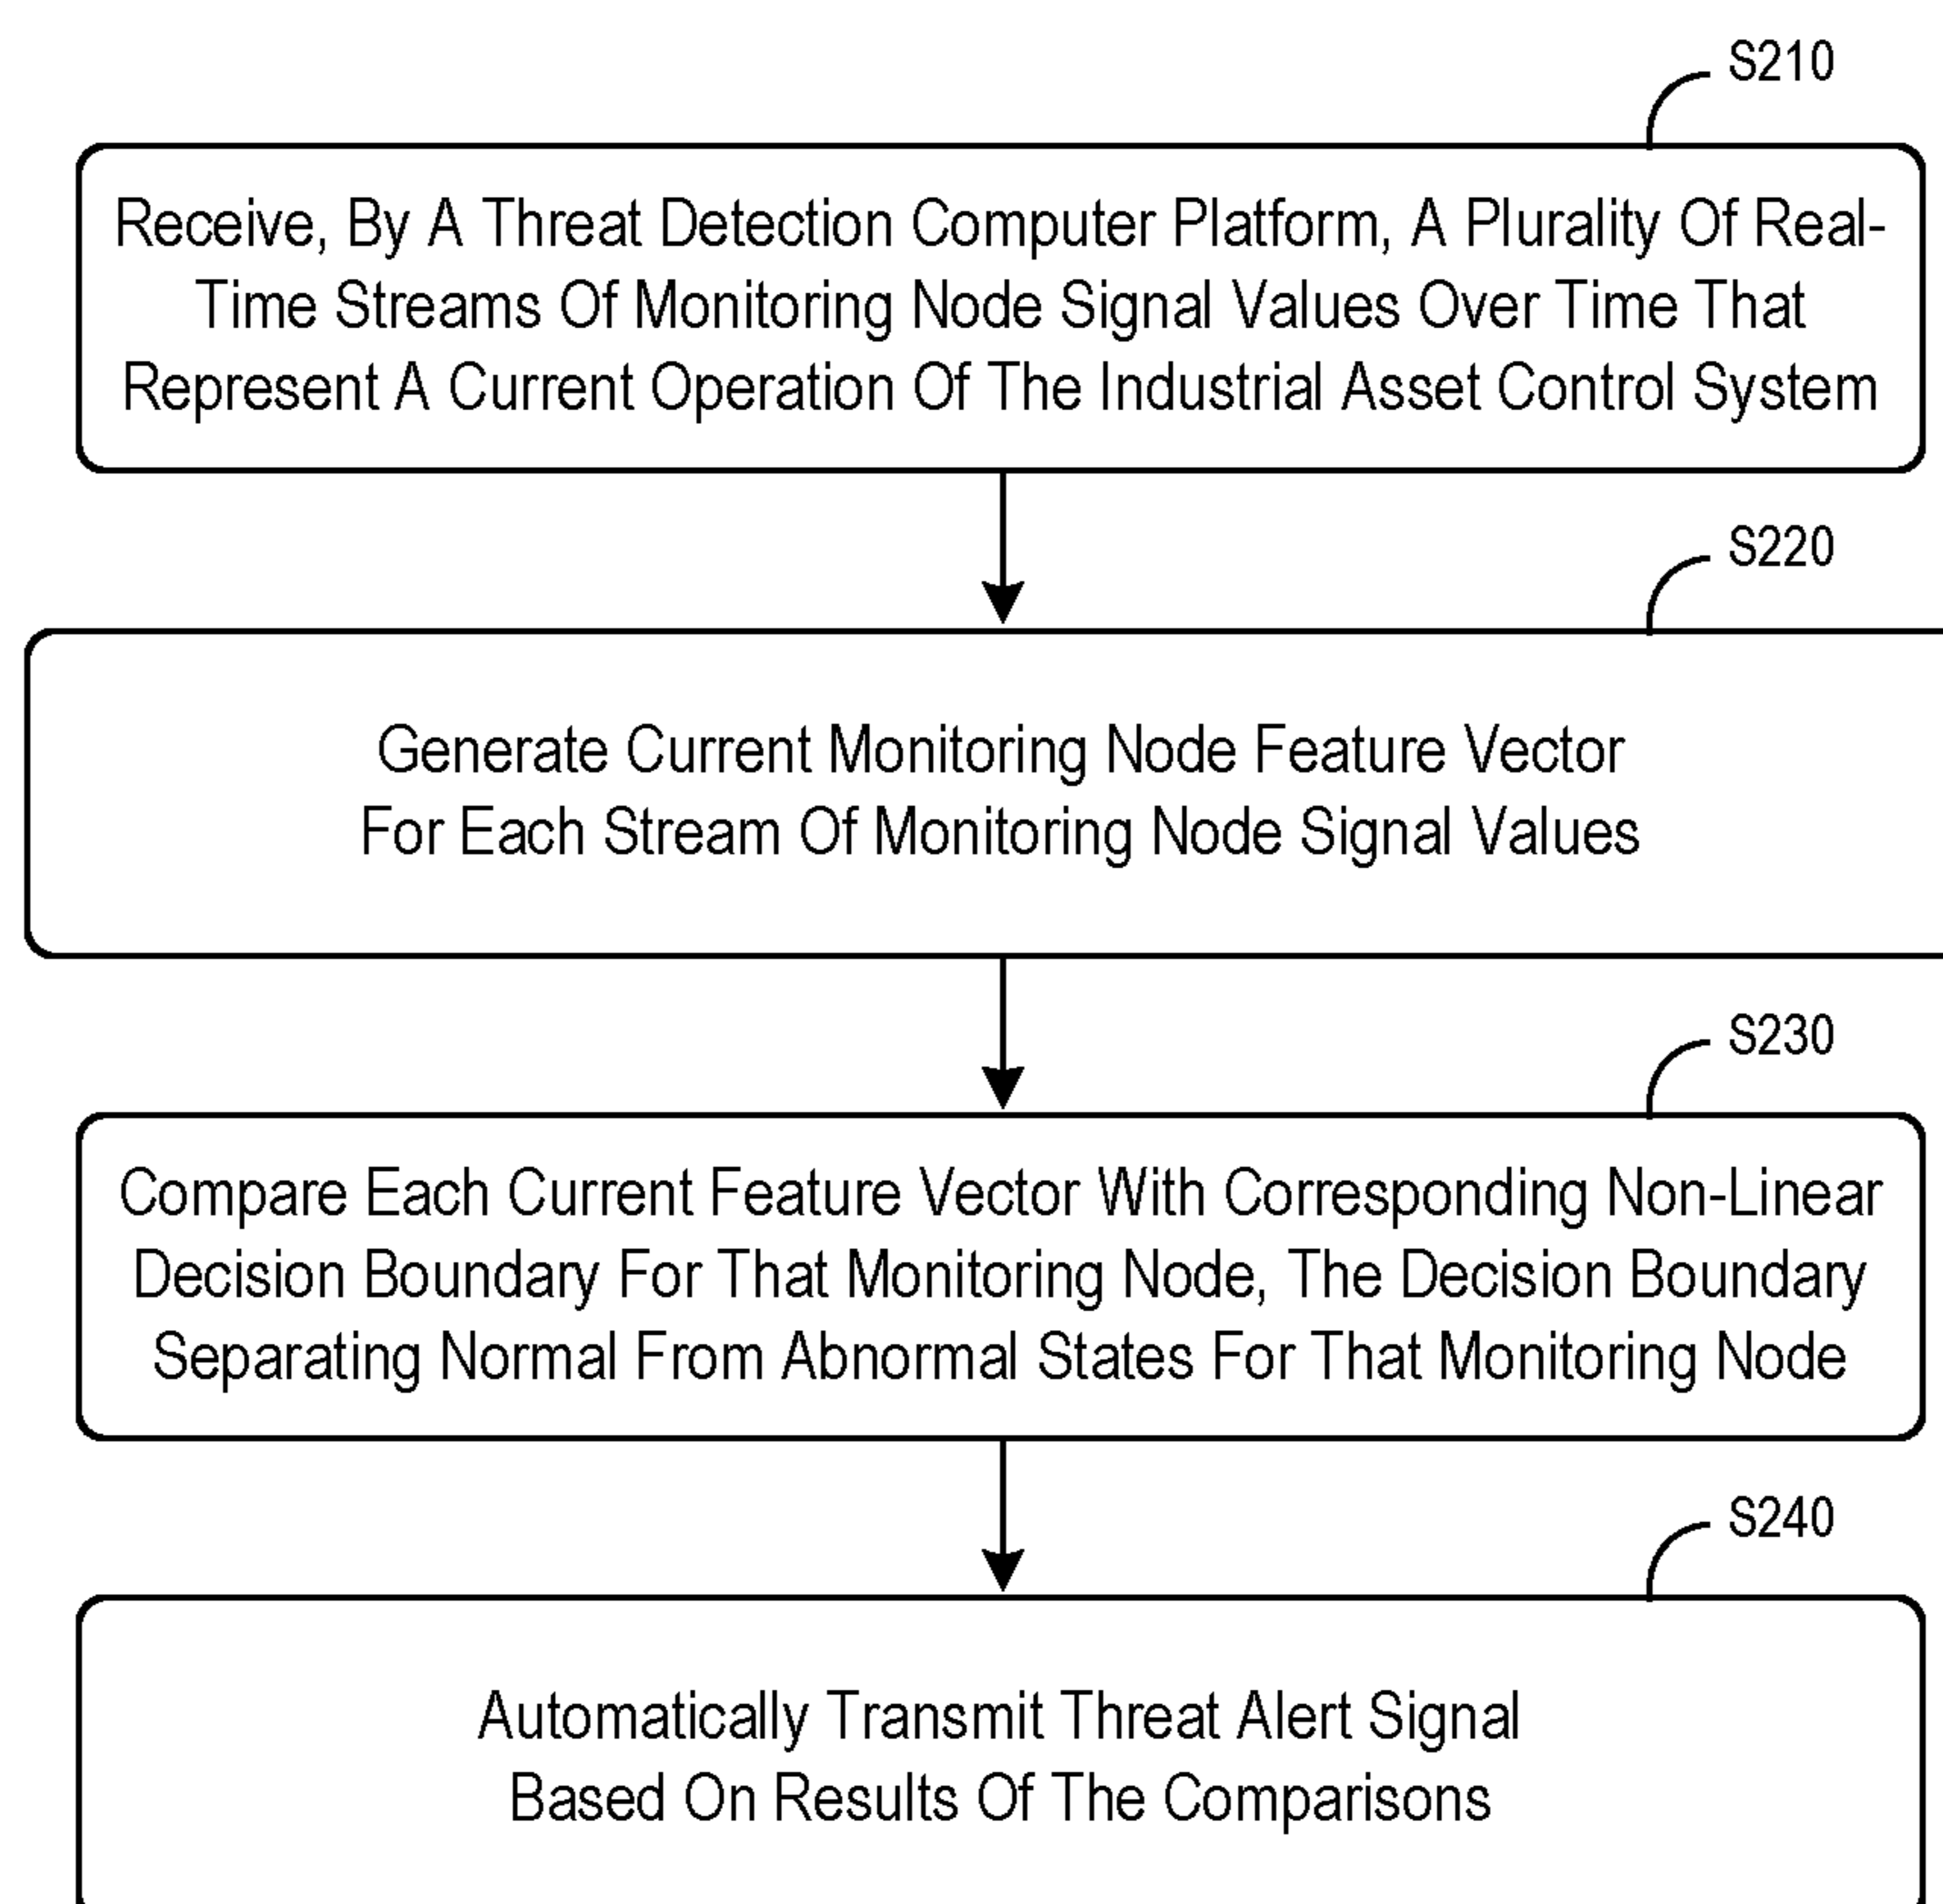 S210
Receive, By A Threat Detection Computer Platform, A Plurality Of Real-
Time Streams Of Monitoring Node Signal Values Over Time That
Represent A Current Operation Of The Industrial Asset Control System
S220
Generate Current Monitoring Node Feature Vector
For Each Stream Of Monitoring Node Signal Values
S230
Compare Each Current Feature Vector With Corresponding Non-Linear
Decision Boundary For That Monitoring Node, The Decision Boundary
Separating Normal From Abnormal States For That Monitoring Node
S240
Automatically Transmit Threat Alert Signal
Based On Results Of The Comparisons